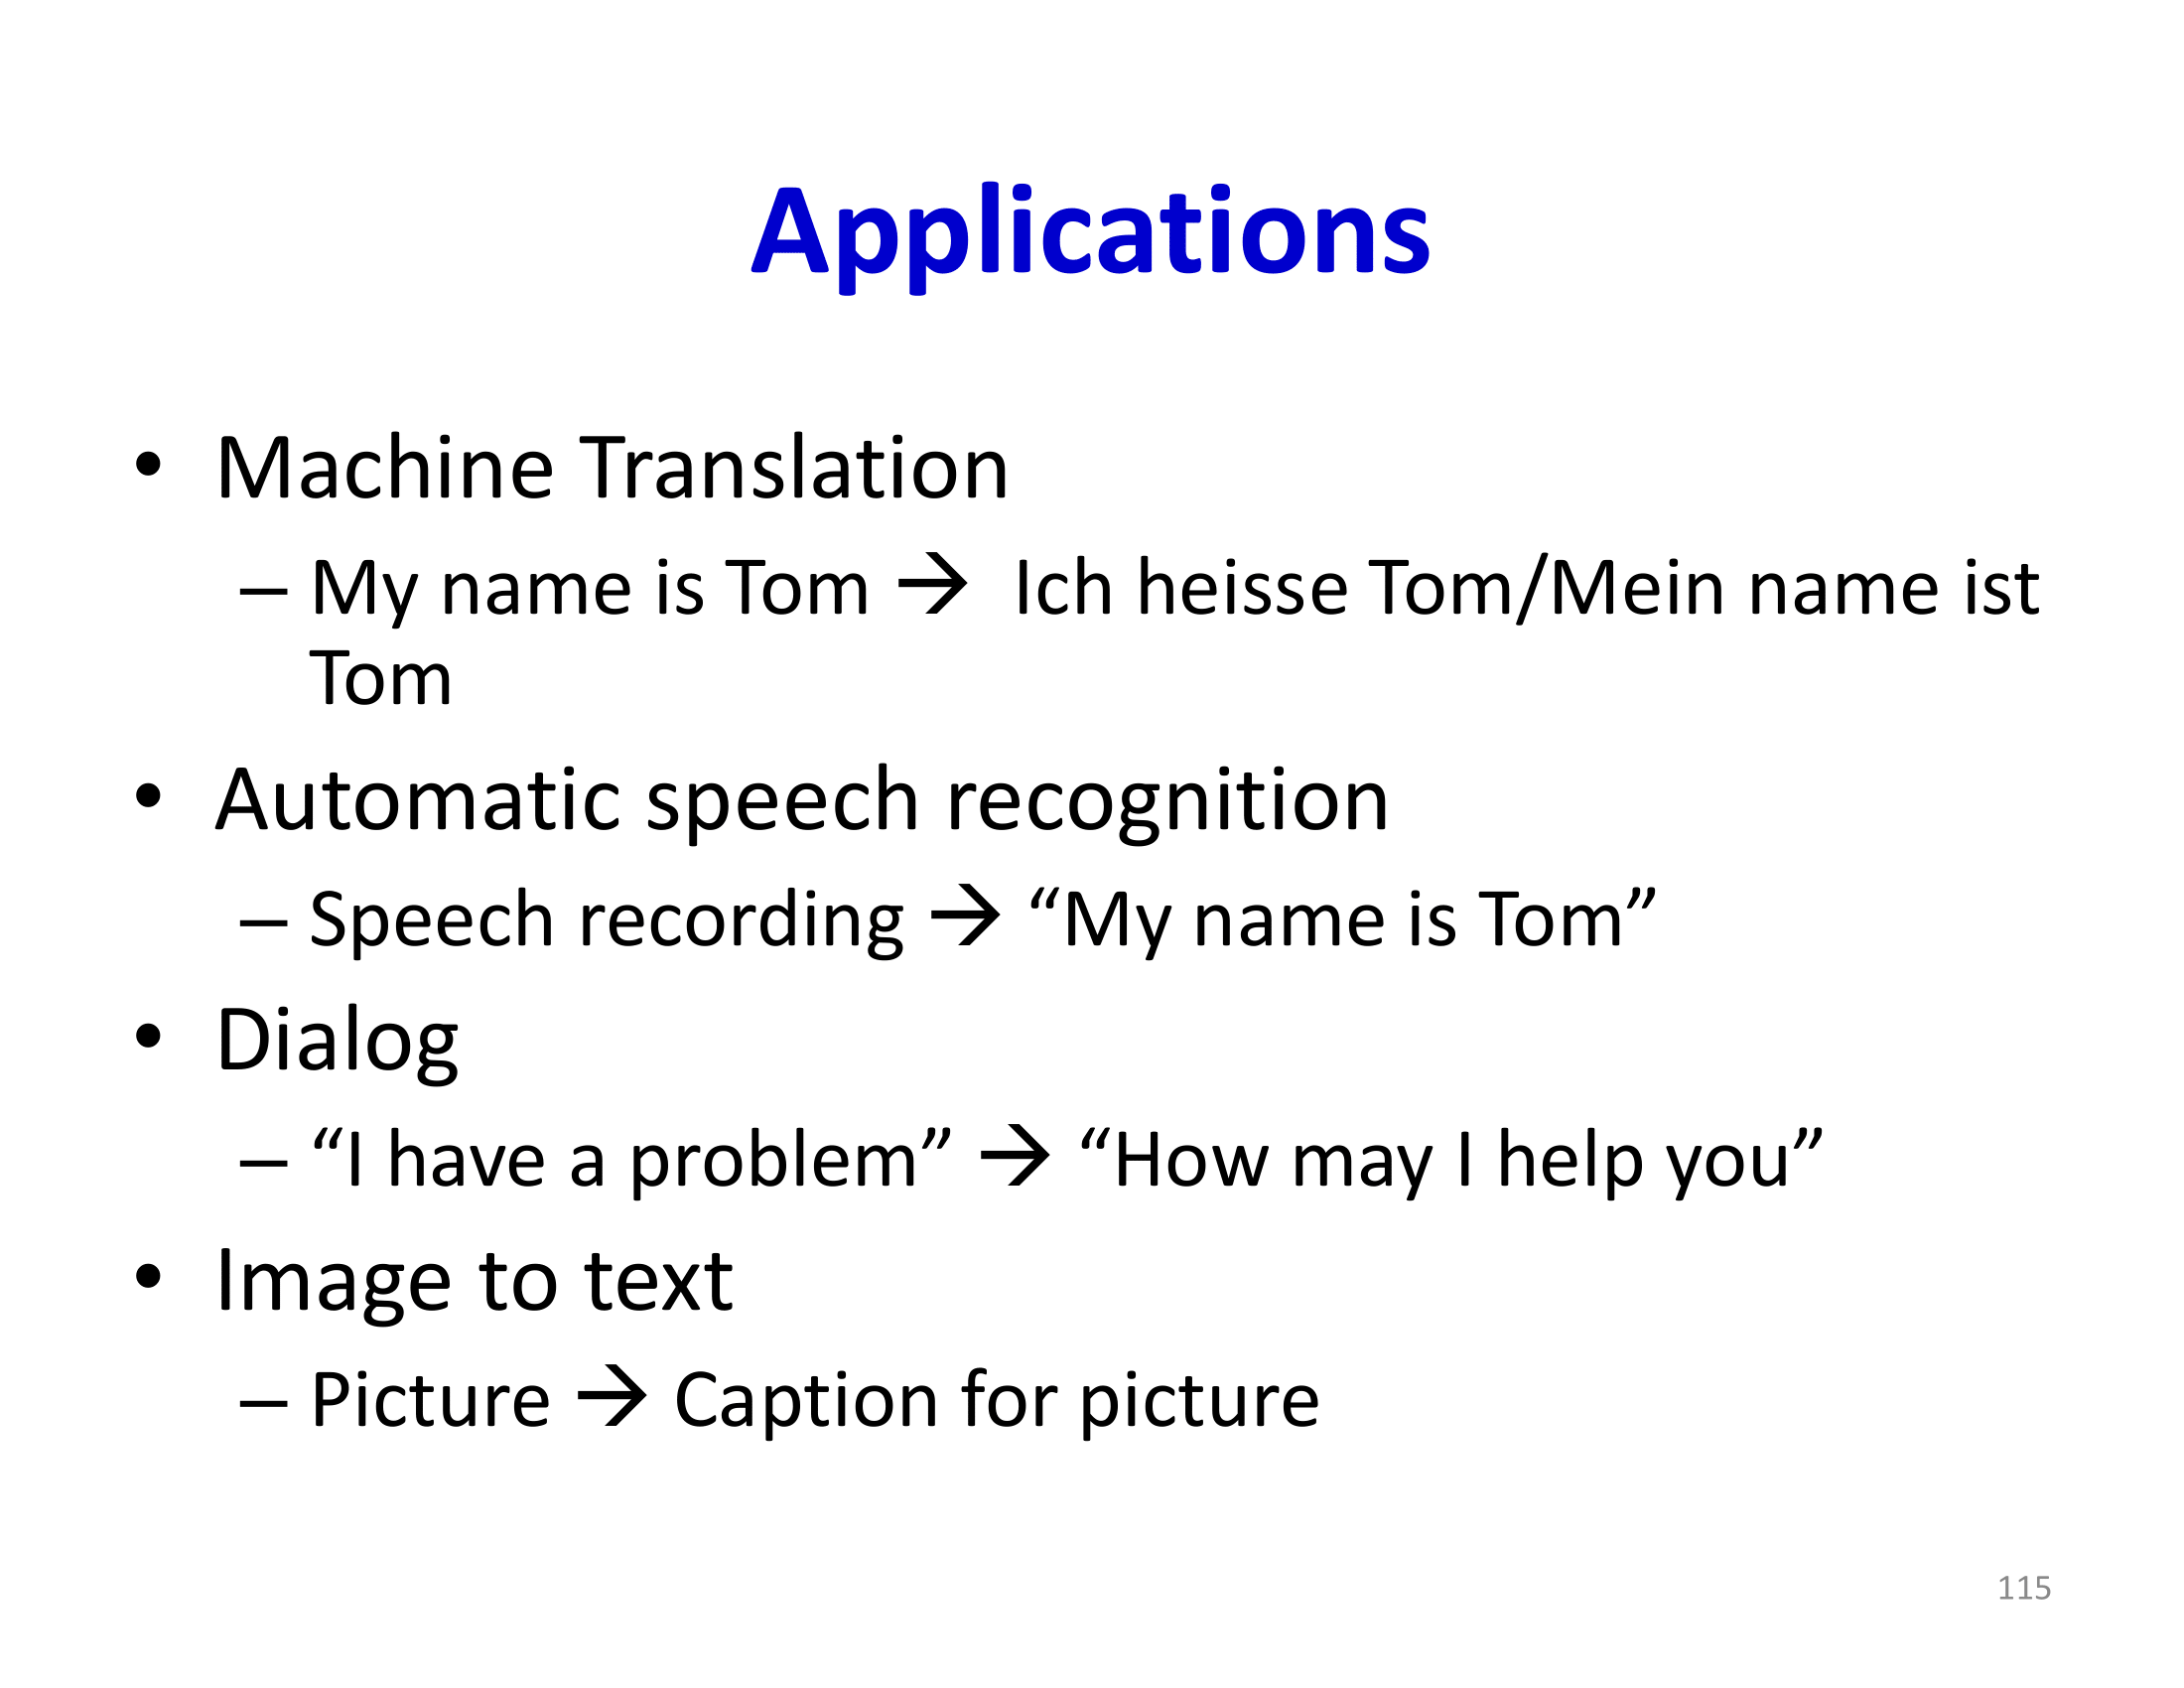 Applications
• Machine Translation
– My name is Tom → Ich heisse Tom/Mein name ist
Tom
• Automatic speech recognition
– Speech recording → “My name is Tom”
• Dialog
– “I have a problem” → “How may I help you”
• Image to text
– Picture → Caption for picture
115